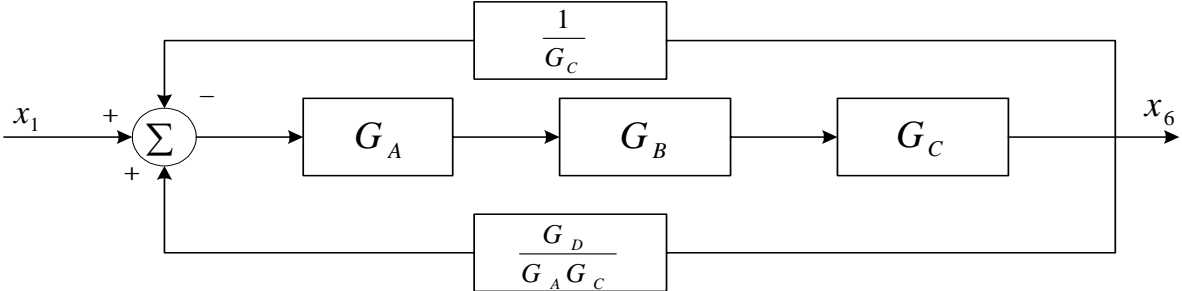 1
G_C
x_1 + − Σ G_A G_B G_C x_6
+
G_D
G_A G_C